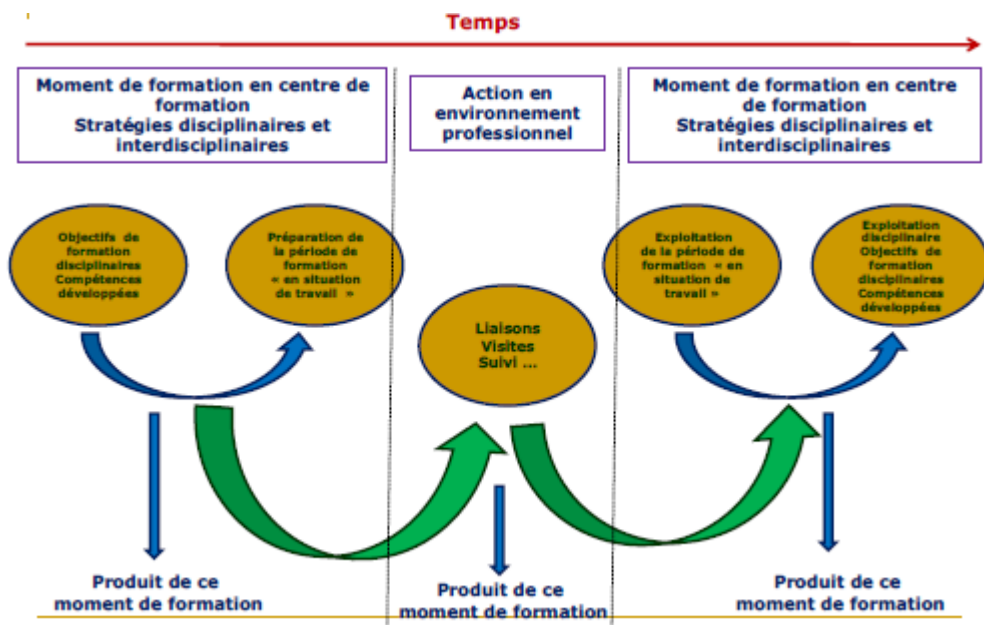 Temps
Moment de formation en centre de
formation
Stratégies disciplinaires et
interdisciplinaires
Action en
environnement
professionnel
Moment de formation en centre
de formation
Stratégies disciplinaires et
interdisciplinaires
Objectifs de
formation
disciplinaires
Compétences
développées
Préparation de
la période de
formation
« en situation
de travail »
Liaisons
Visites
Suivi ...
Exploitation
de la période de
formation « en
situation de
travail »
Exploitation
disciplinaire
Objectifs de
formation
disciplinaires
Compétences
développées
Produit de ce
moment de formation
Produit de ce
moment de formation
Produit de ce
moment de formation